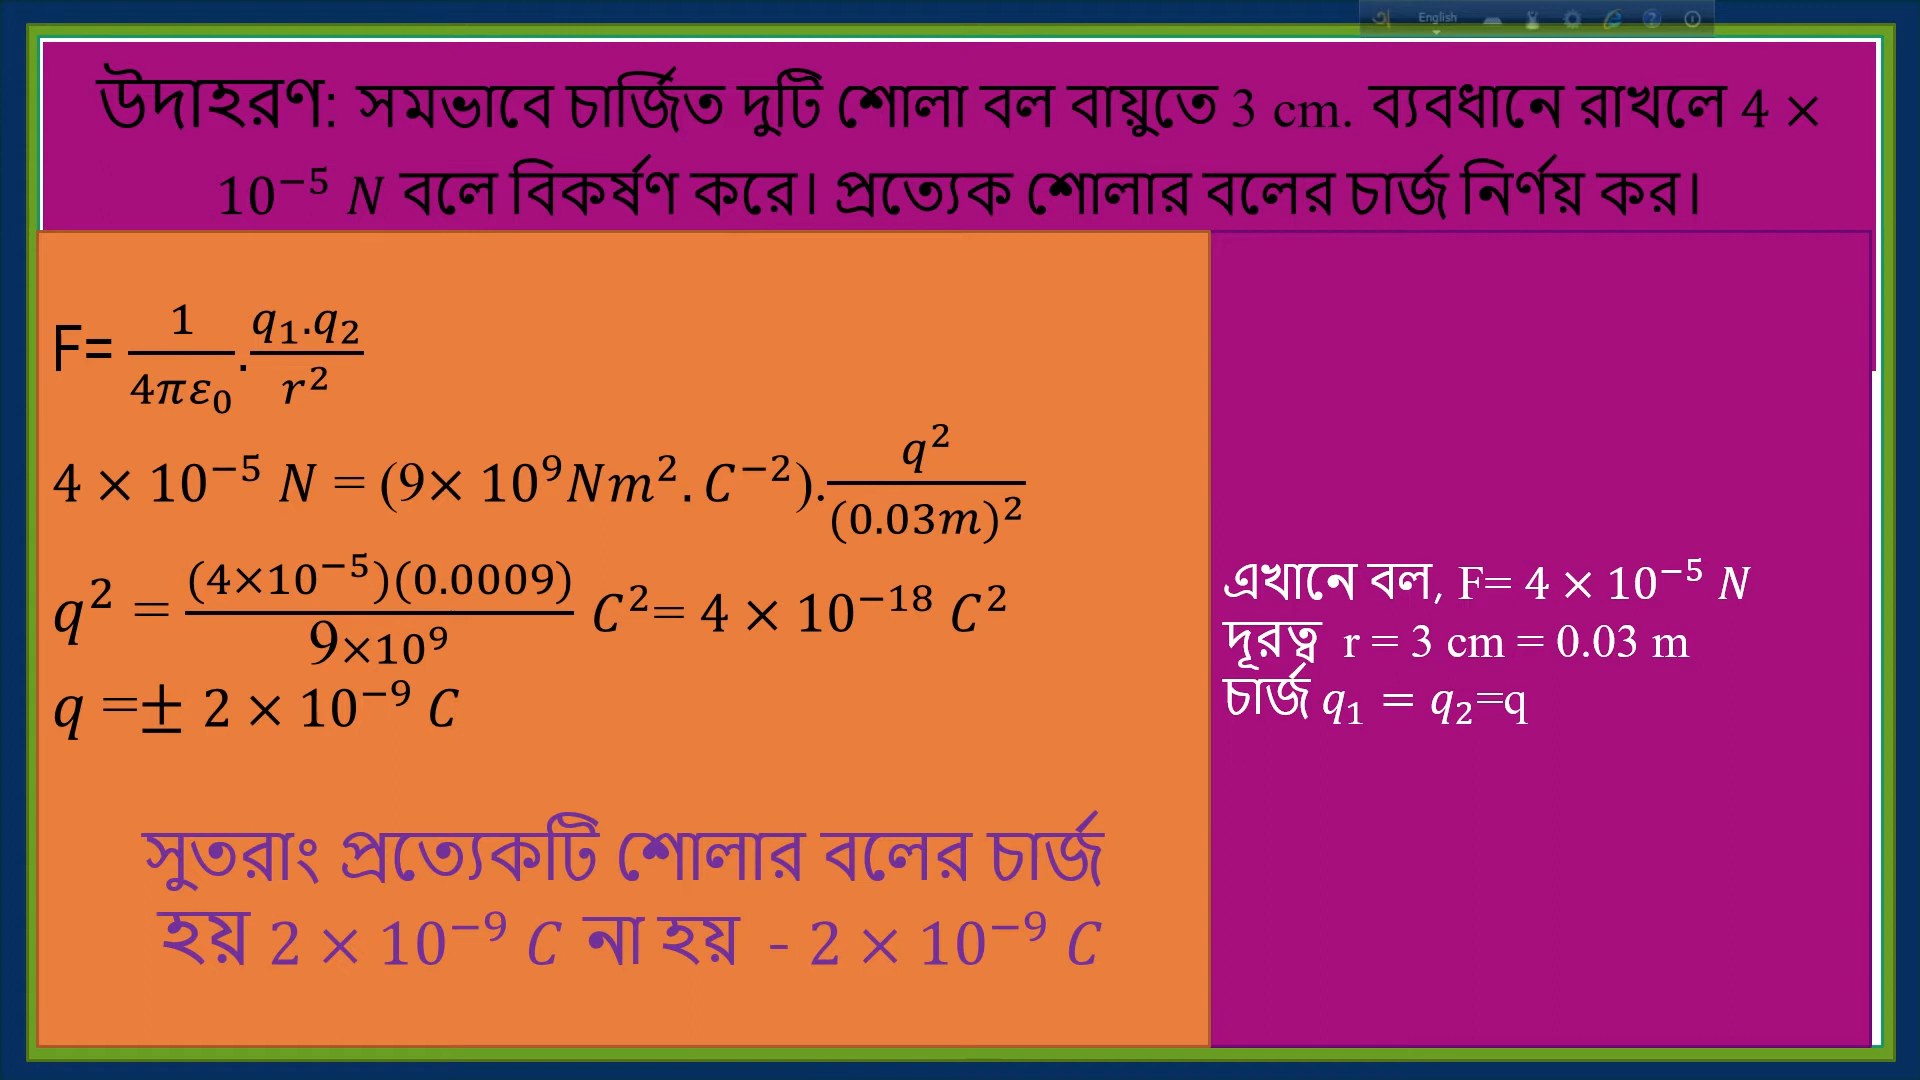 English
উদাহরণ: সমভাবে চার্জিত দুটি শোলা বল বায়ুতে 3 cm. ব্যবধানে রাখলে 4 ×
10⁻⁵ N বলে বিকর্ষণ করে। প্রত্যেক শোলার বলের চার্জ নির্ণয় কর।
F= 1/(4πε₀) . (q₁.q₂)/r²
4 × 10⁻⁵ N = (9× 10⁹Nm².C⁻²). q²/(0.03m)²
q² = ((4×10⁻⁵)(0.0009))/(9×10⁹) C²= 4 × 10⁻¹⁸ C²
q =± 2 × 10⁻⁹ C
সুতরাং প্রত্যেকটি শোলার বলের চার্জ
হয় 2 × 10⁻⁹ C না হয় - 2 × 10⁻⁹ C
এখানে বল, F= 4 × 10⁻⁵ N
দূরত্ব r = 3 cm = 0.03 m
চার্জ q₁ = q₂=q